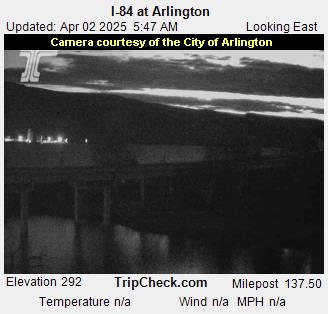 I-84 at Arlington
Updated: Apr 02 2025 5:47 AM Looking East
Camera courtesy of the City of Arlington
Elevation 292 TripCheck.com Milepost 137.50
Temperature n/a Wind n/a MPH n/a